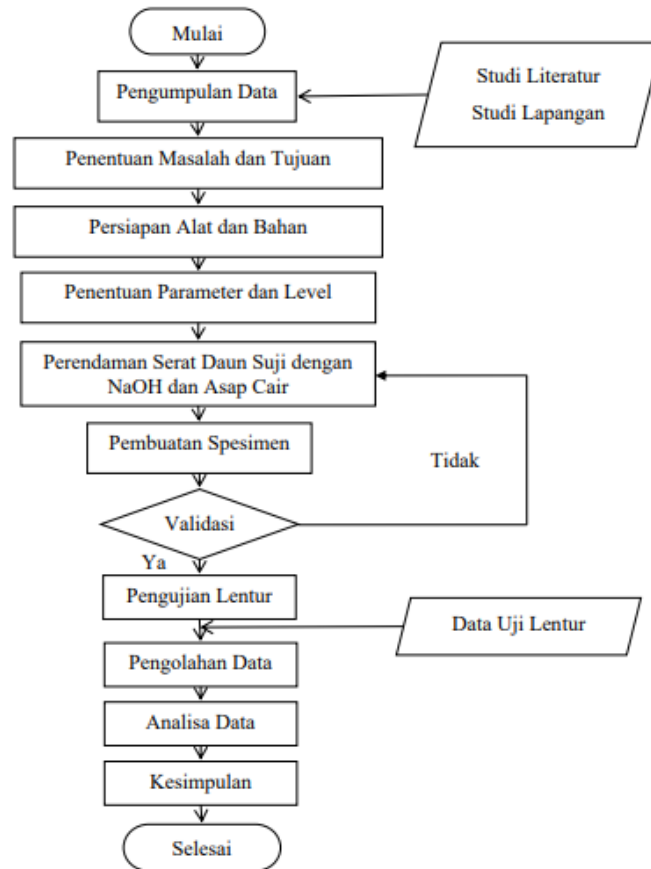 Mulai
Pengumpulan Data
Studi Literatur
Studi Lapangan
Penentuan Masalah dan Tujuan
Persiapan Alat dan Bahan
Penentuan Parameter dan Level
Perendaman Serat Daun Suji dengan
NaOH dan Asap Cair
Pembuatan Spesimen
Tidak
Validasi
Ya
Pengujian Lentur
Data Uji Lentur
Pengolahan Data
Analisa Data
Kesimpulan
Selesai